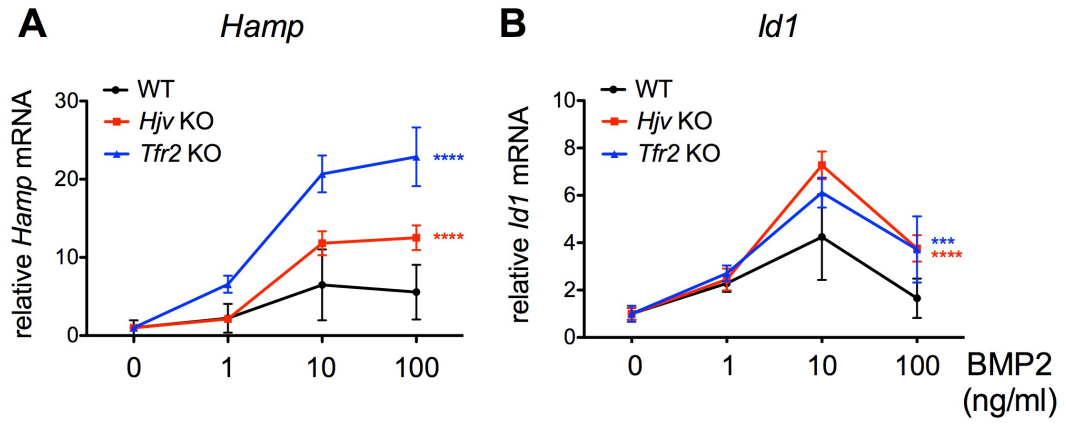 A
Hamp
WT
Hjv KO
Tfr2 KO
relative Hamp mRNA
30
20
10
0
****
****
0 1 10 100
B
Id1
WT
Hjv KO
Tfr2 KO
relative Id1 mRNA
10
8
6
4
2
0
***
****
0 1 10 100 BMP2
(ng/ml)